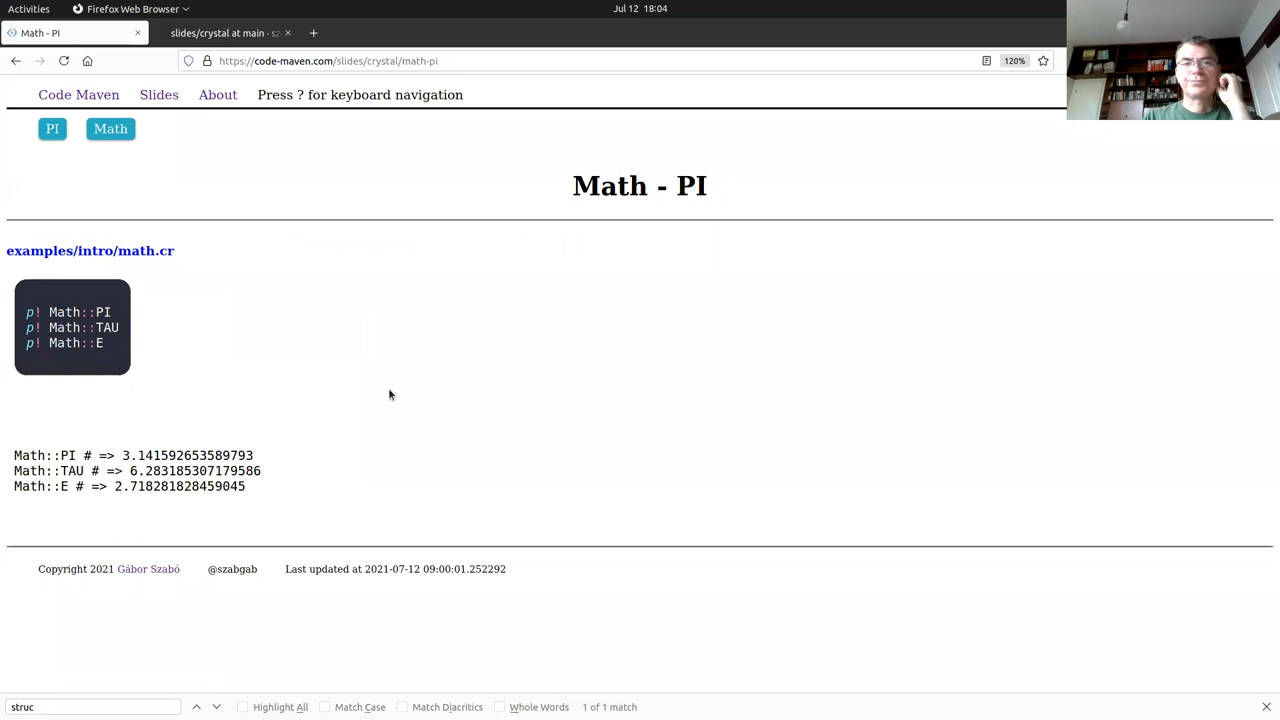 Activities
Firefox Web Browser
Jul 12 18:04
Math - PI
slides/crystal at main · sz
https://code-maven.com/slides/crystal/math-pi
120%
Code Maven Slides About Press ? for keyboard navigation
PI Math
Math - PI
examples/intro/math.cr
p! Math::PI
p! Math::TAU
p! Math::E
Math::PI # => 3.141592653589793
Math::TAU # => 6.283185307179586
Math::E # => 2.718281828459045
Copyright 2021 Gábor Szabó @szabgab Last updated at 2021-07-12 09:00:01.252292
struc
Highlight All Match Case Match Diacritics Whole Words 1 of 1 match